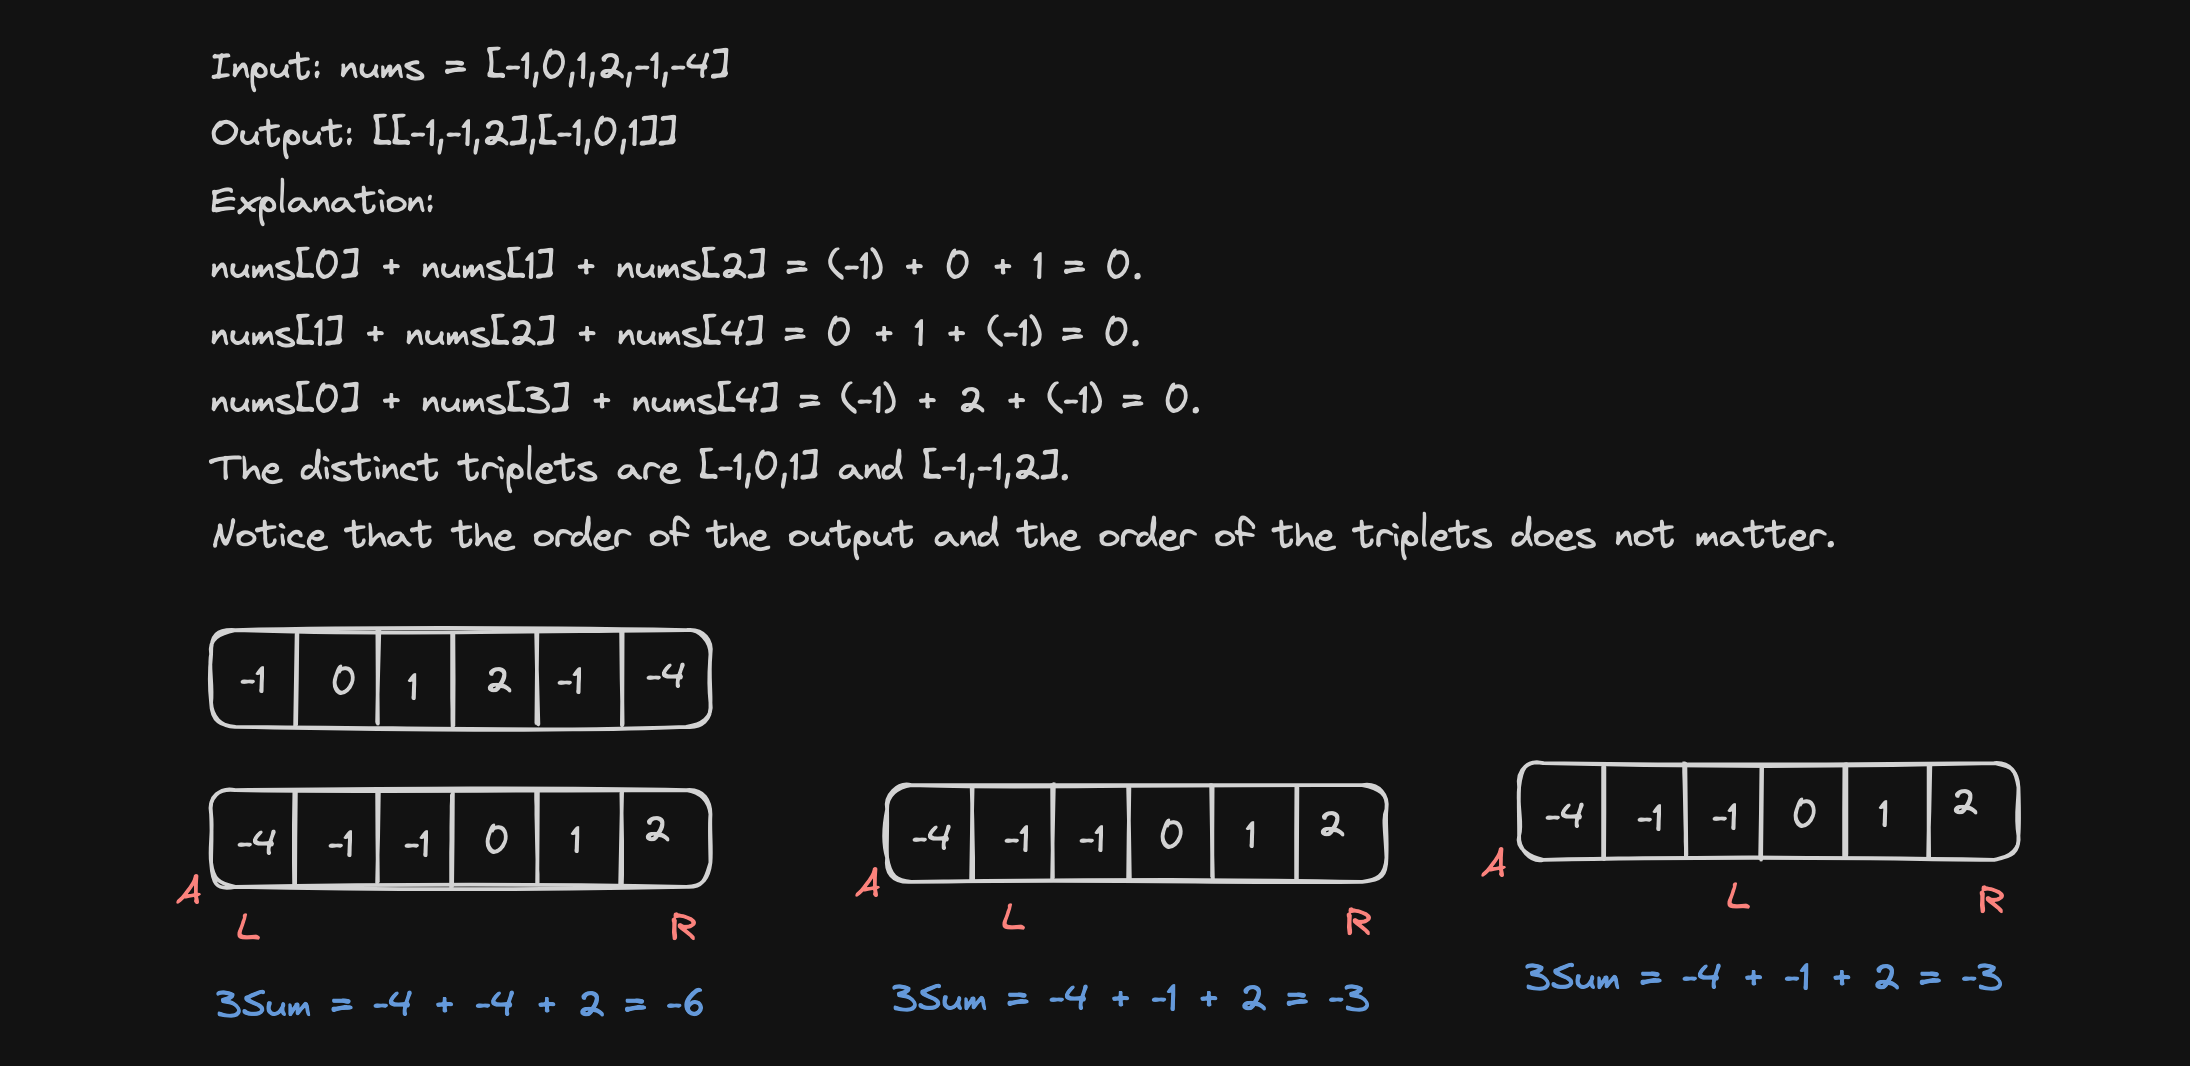 Input: nums = [-1,0,1,2,-1,-4]
Output: [[-1,-1,2],[-1,0,1]]
Explanation:
nums[0] + nums[1] + nums[2] = (-1) + 0 + 1 = 0.
nums[1] + nums[2] + nums[4] = 0 + 1 + (-1) = 0.
nums[0] + nums[3] + nums[4] = (-1) + 2 + (-1) = 0.
The distinct triplets are [-1,0,1] and [-1,-1,2].
Notice that the order of the output and the order of the triplets does not matter.
-1 0 1 2 -1 -4
-4 -1 -1 0 1 2
A
L R
3Sum = -4 + -4 + 2 = -6
-4 -1 -1 0 1 2
A
L R
3Sum = -4 + -1 + 2 = -3
-4 -1 -1 0 1 2
A
L R
3Sum = -4 + -1 + 2 = -3